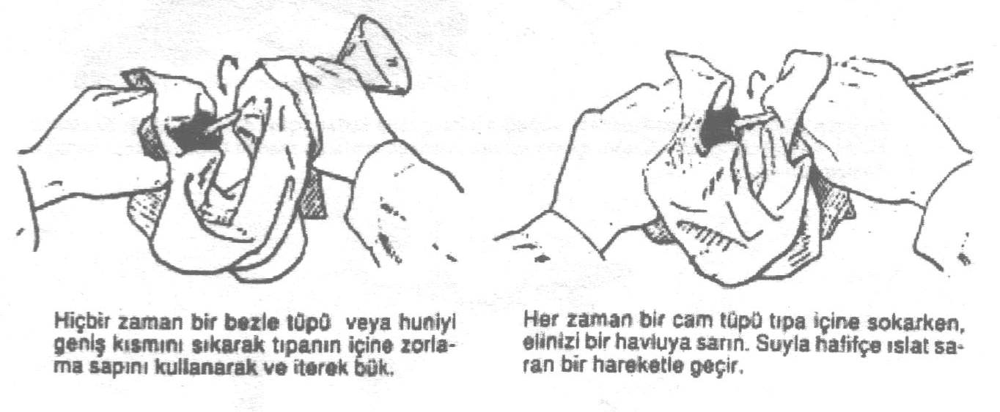 Hiçbir zaman bir bezle tüpü veya huniyi
geniş kısmını sıkarak tıpanın içine zorla-
ma sapını kullanarak ve iterek bük.
Her zaman bir cam tüpü tıpa içine sokarken,
elinizi bir havluya sarın. Suyla hafifçe ıslat sa-
ran bir hareketle geçir.